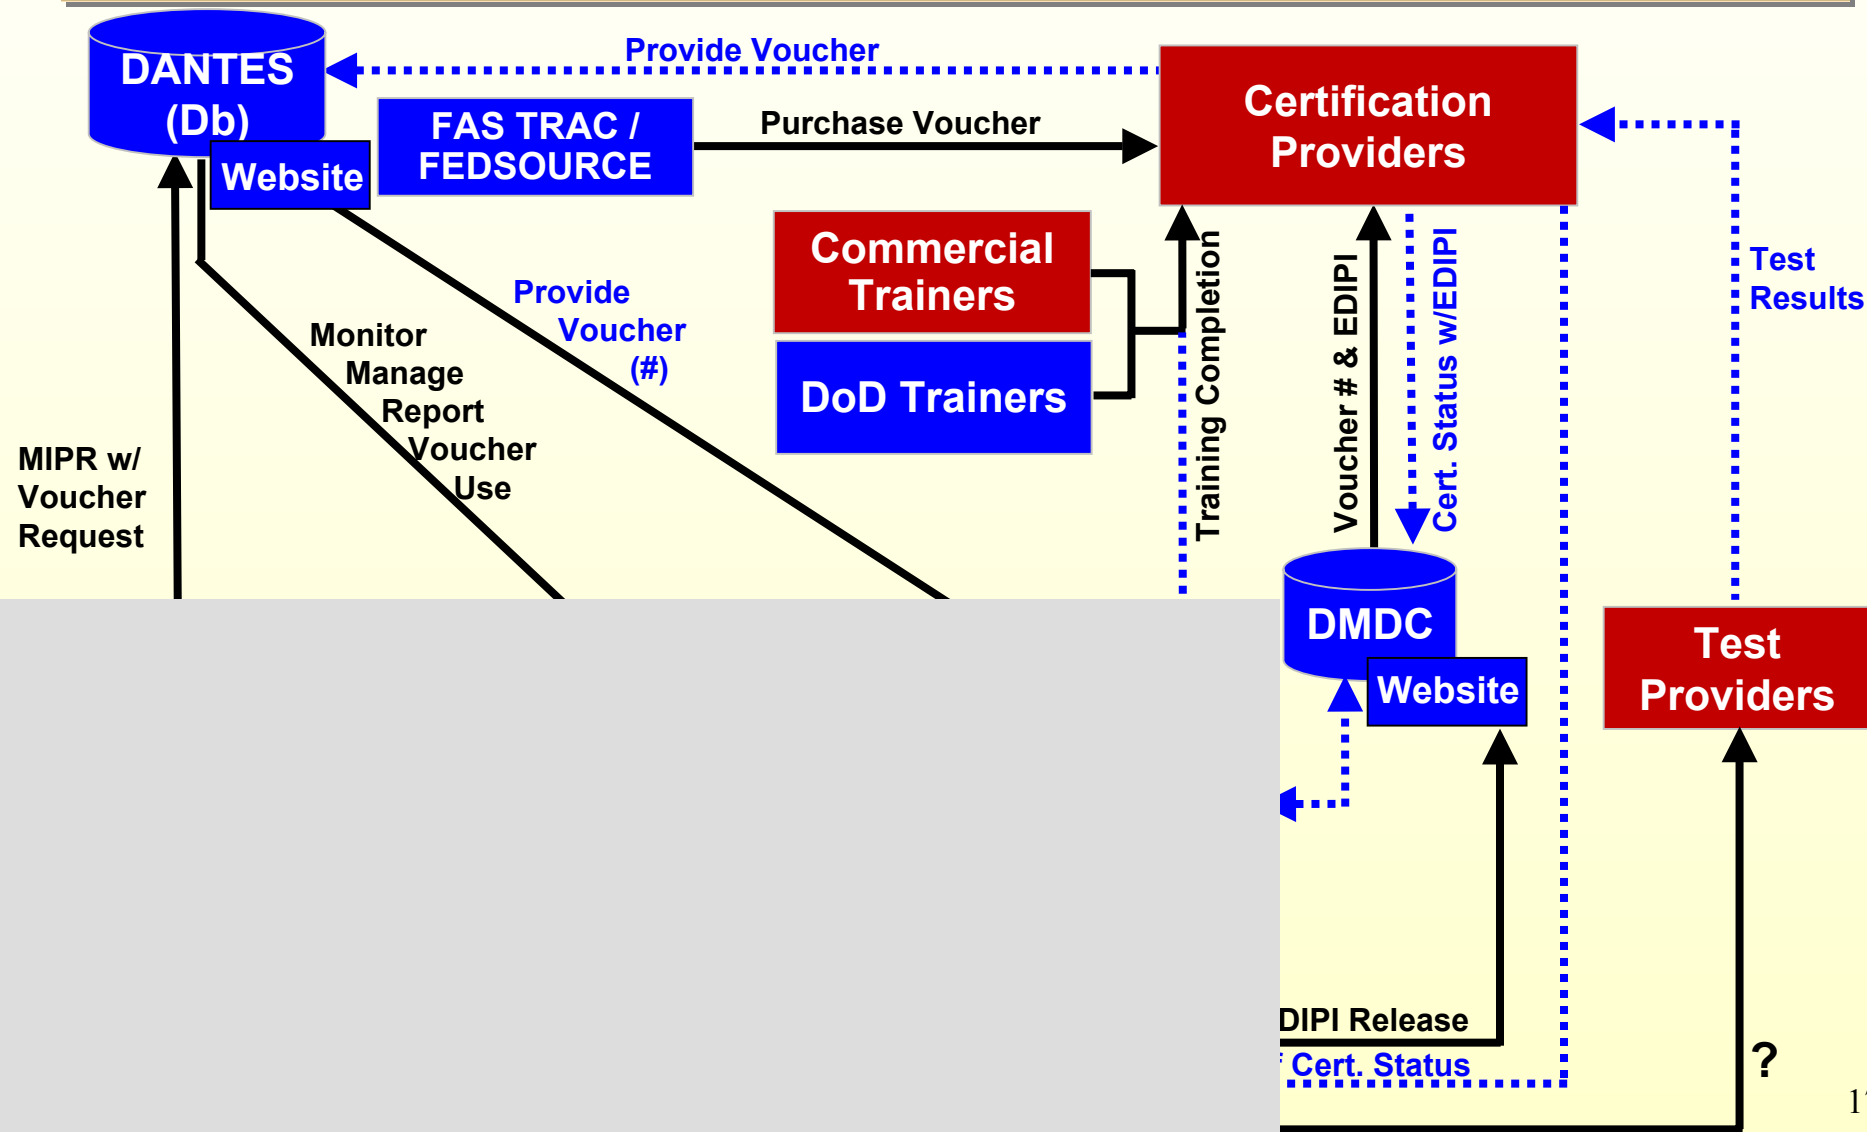 Provide Voucher
DANTES
(Db)
Website
FAS TRAC /
FEDSOURCE
Purchase Voucher
Certification
Providers
Commercial
Trainers
DoD Trainers
Training Completion
Voucher # & EDIPI
Cert. Status w/EDIPI
Test
Results
Provide
Voucher
(#)
Monitor
Manage
Report
Voucher
Use
MIPR w/
Voucher
Request
DMDC
Website
Test
Providers
DIPI Release
Cert. Status
?